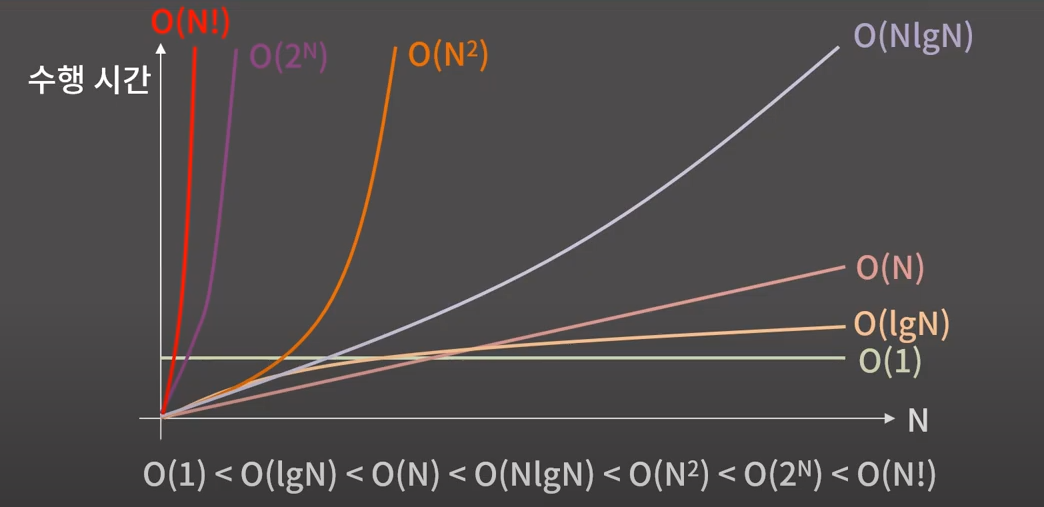 O(N!)
O(2ᴺ)
O(N²)
O(NlgN)
수행 시간
O(N)
O(lgN)
O(1)
N
O(1) < O(lgN) < O(N) < O(NlgN) < O(N²) < O(2ᴺ) < O(N!)